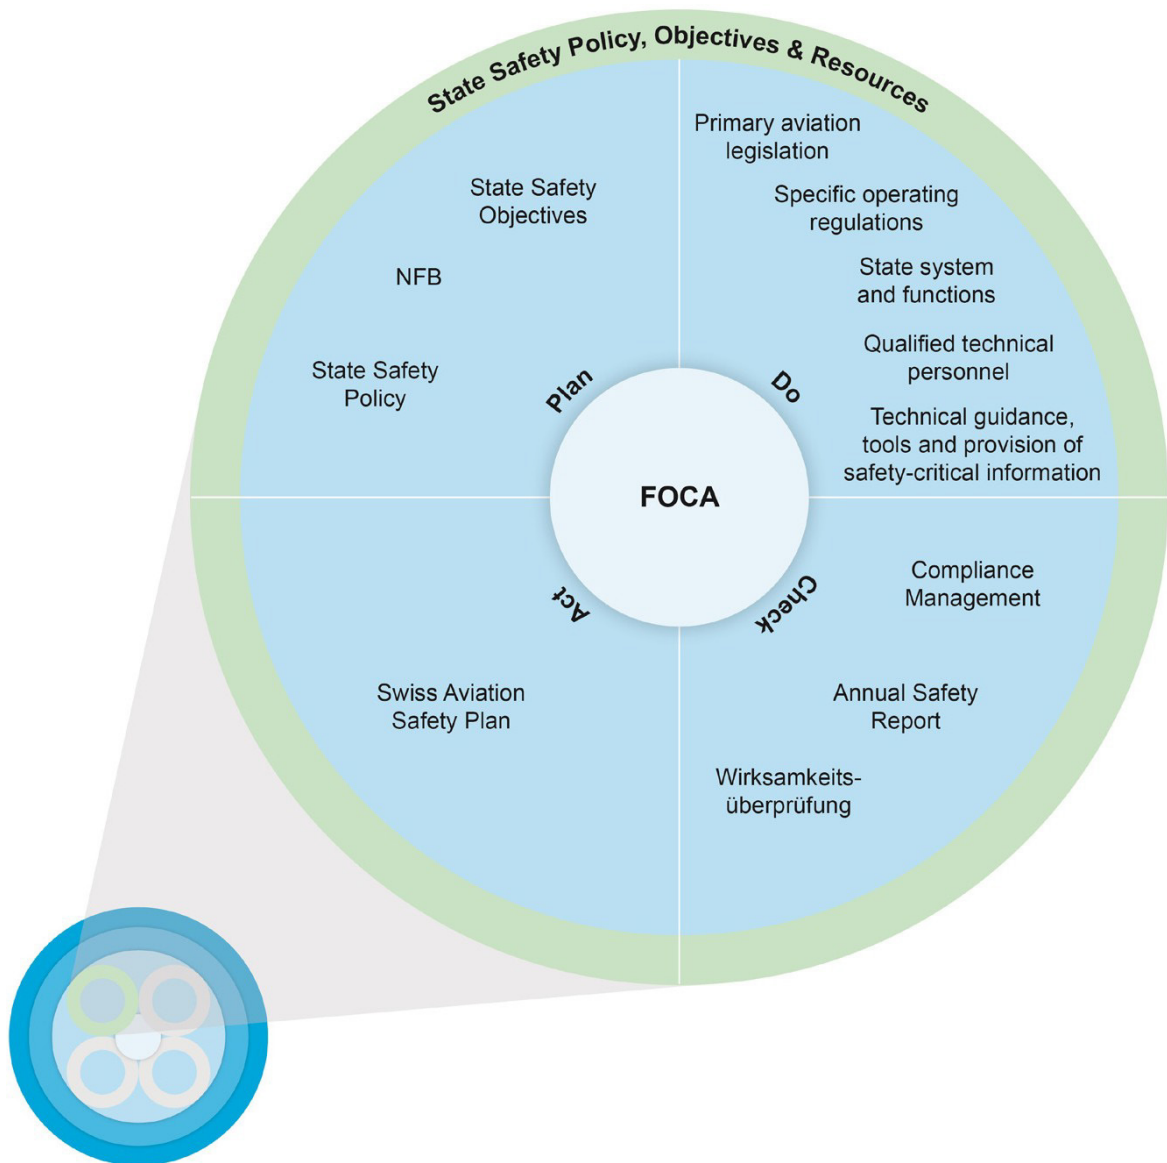 State Safety Policy, Objectives & Resources
State Safety
Objectives
NFB
State Safety
Policy
Plan
Primary aviation
legislation
Specific operating
regulations
State system
and functions
Qualified technical
personnel
Technical guidance,
tools and provision of
safety-critical information
Do
FOCA
Compliance
Management
Annual Safety
Report
Wirksamkeits-
überprüfung
Check
Swiss Aviation
Safety Plan
Act